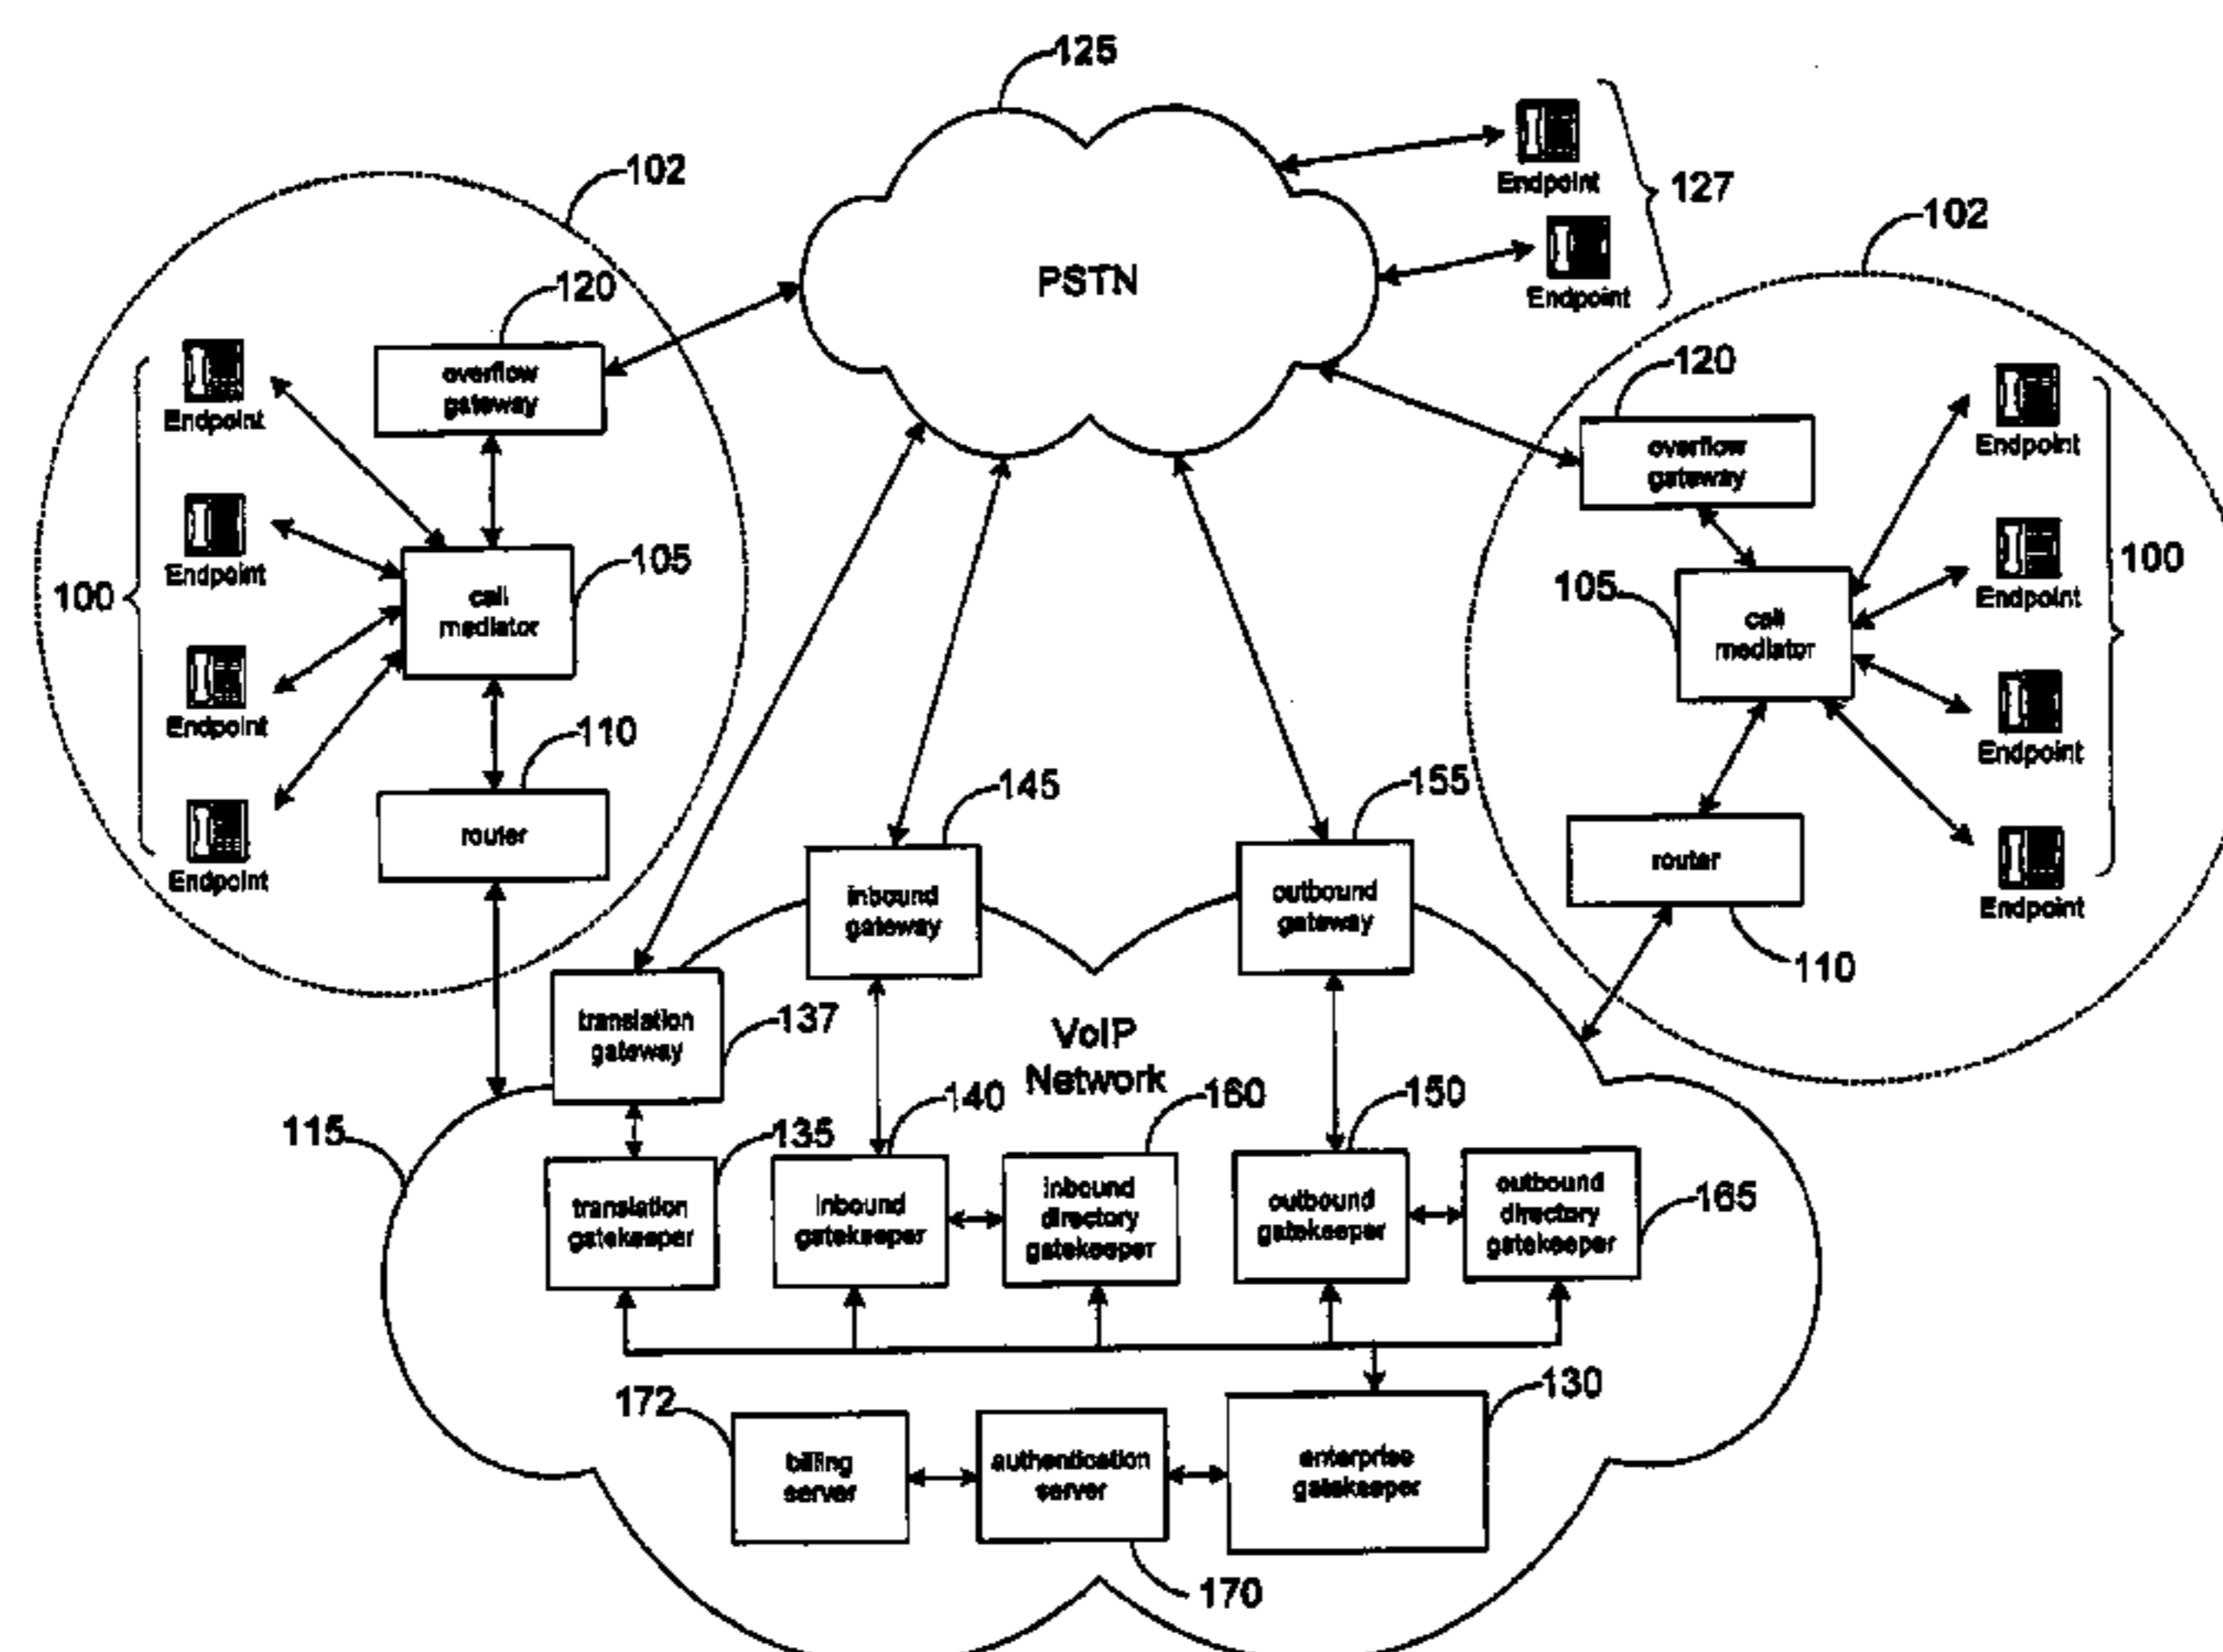 125
102
Endpoint
127
Endpoint
102
PSTN
120
overflow
gateway
Endpoint
120
overflow
gateway
Endpoint
Endpoint
100
105
call
mediator
Endpoint
105
call
mediator
Endpoint
100
Endpoint
110
router
Endpoint
Endpoint
145
inbound
gateway
155
outbound
gateway
router
110
Endpoint
translation
gateway
137
VoIP
Network
115
135
translation
gatekeeper
140
inbound
gatekeeper
160
inbound
directory
gatekeeper
150
outbound
gatekeeper
outbound
directory
gatekeeper
165
172
billing
server
authentication
server
170
130
enterprise
gatekeeper